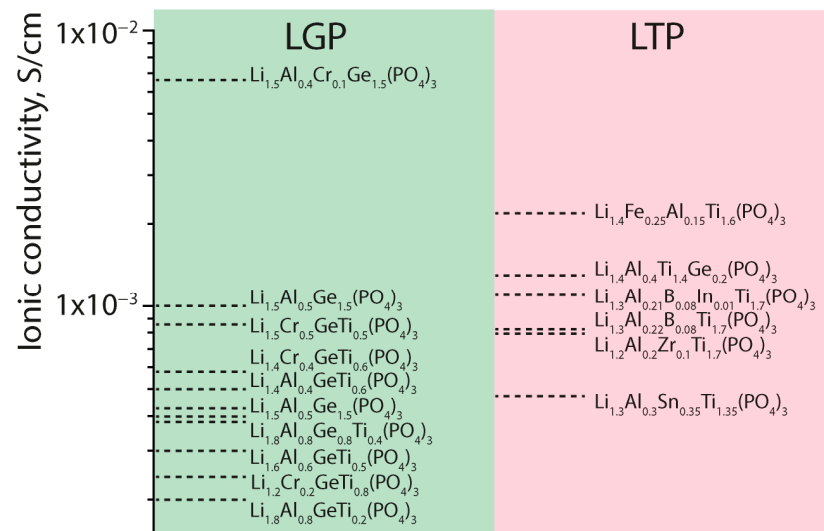 Ionic conductivity, S/cm
1x10⁻²
1x10⁻³
LGP
Li₁.₅Al₀.₄Cr₀.₁Ge₁.₅(PO₄)₃
Li₁.₅Al₀.₅Ge₁.₅(PO₄)₃
Li₁.₅Cr₀.₅GeTi₀.₅(PO₄)₃
Li₁.₄Cr₀.₄GeTi₀.₆(PO₄)₃
Li₁.₄Al₀.₄GeTi₀.₆(PO₄)₃
Li₁.₅Al₀.₅Ge₁.₅(PO₄)₃
Li₁.₈Al₀.₈Ge₀.₈Ti₀.₄(PO₄)₃
Li₁.₆Al₀.₆GeTi₀.₅(PO₄)₃
Li₁.₂Cr₀.₂GeTi₀.₈(PO₄)₃
Li₁.₈Al₀.₈GeTi₀.₂(PO₄)₃
LTP
Li₁.₄Fe₀.₂₅Al₀.₁₅Ti₁.₆(PO₄)₃
Li₁.₄Al₀.₄Ti₁.₄Ge₀.₂(PO₄)₃
Li₁.₃Al₀.₂₁B₀.₀₈In₀.₀₁Ti₁.₇(PO₄)₃
Li₁.₃Al₀.₂₂B₀.₀₈Ti₁.₇(PO₄)₃
Li₁.₂Al₀.₂Zr₀.₁Ti₁.₇(PO₄)₃
Li₁.₃Al₀.₃Sn₀.₃₅Ti₁.₃₅(PO₄)₃